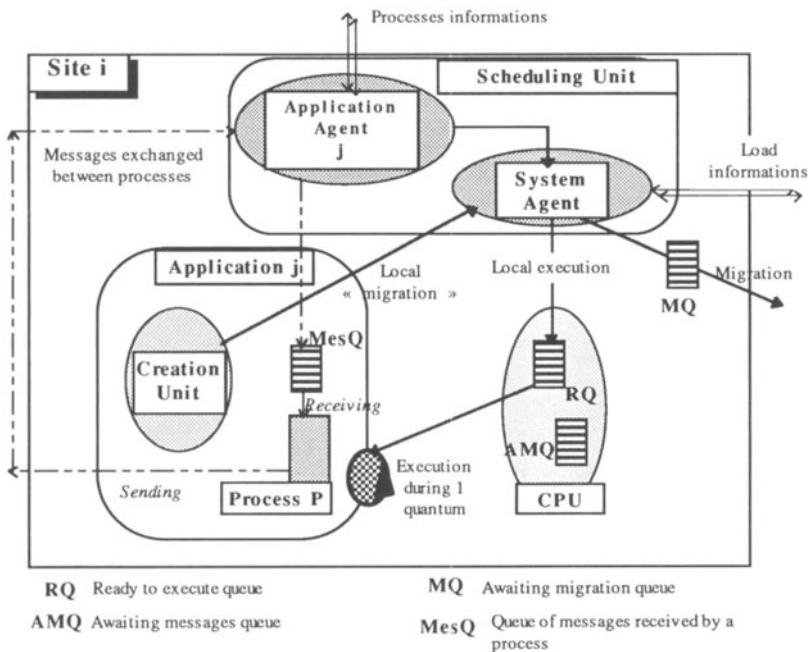 Processes informations
Site i
Scheduling Unit
Application
Agent
j
Messages exchanged
between processes
System
Agent
Load
informations
Application j
Local
« migration »
Local execution
MQ
Migration
MesQ
Creation
Unit
RQ
Receiving
AMQ
Execution
during 1
quantum
Sending
Process P
CPU
RQ Ready to execute queue
MQ Awaiting migration queue
AMQ Awaiting messages queue
MesQ Queue of messages received by a
process